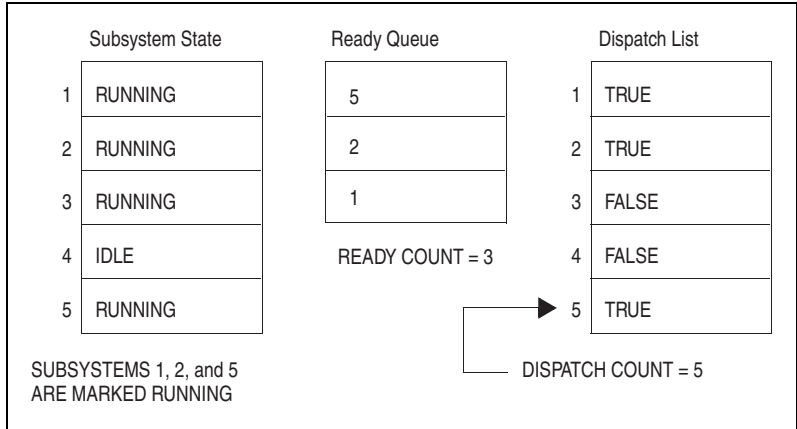 Subsystem State
1 RUNNING
2 RUNNING
3 RUNNING
4 IDLE
5 RUNNING
SUBSYSTEMS 1, 2, and 5
ARE MARKED RUNNING
Ready Queue
5
2
1
READY COUNT = 3
Dispatch List
1 TRUE
2 TRUE
3 FALSE
4 FALSE
5 TRUE
DISPATCH COUNT = 5